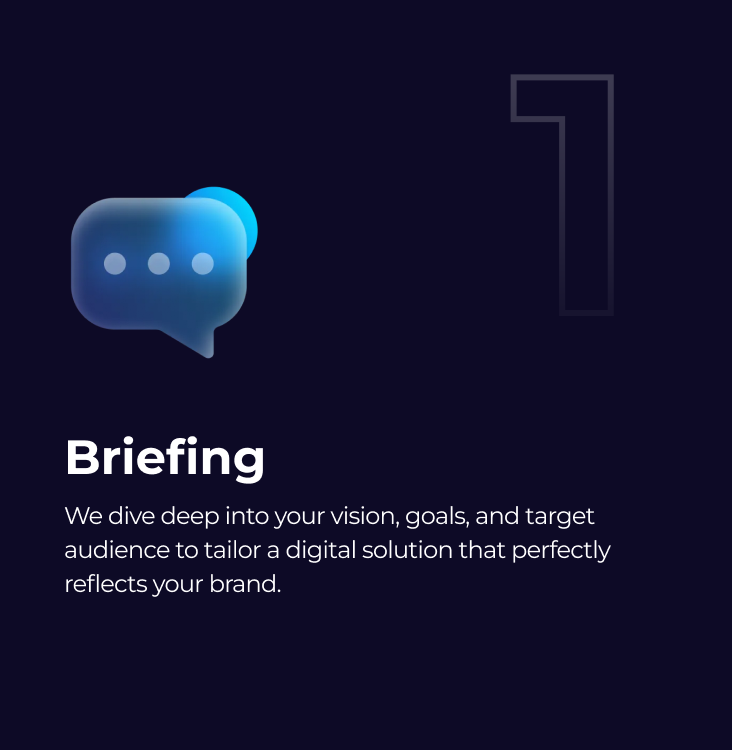 1
Briefing
We dive deep into your vision, goals, and target
audience to tailor a digital solution that perfectly
reflects your brand.